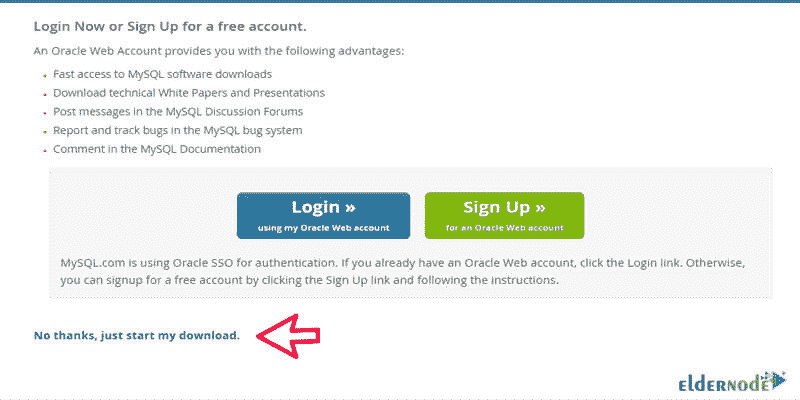 Login Now or Sign Up for a free account.
An Oracle Web Account provides you with the following advantages:
• Fast access to MySQL software downloads
• Download technical White Papers and Presentations
• Post messages in the MySQL Discussion Forums
• Report and track bugs in the MySQL bug system
• Comment in the MySQL Documentation
Login »
using my Oracle Web account
Sign Up »
for an Oracle Web account
MySQL.com is using Oracle SSO for authentication. If you already have an Oracle Web account, click the Login link. Otherwise,
you can signup for a free account by clicking the Sign Up link and following the instructions.
No thanks, just start my download.
eldernode